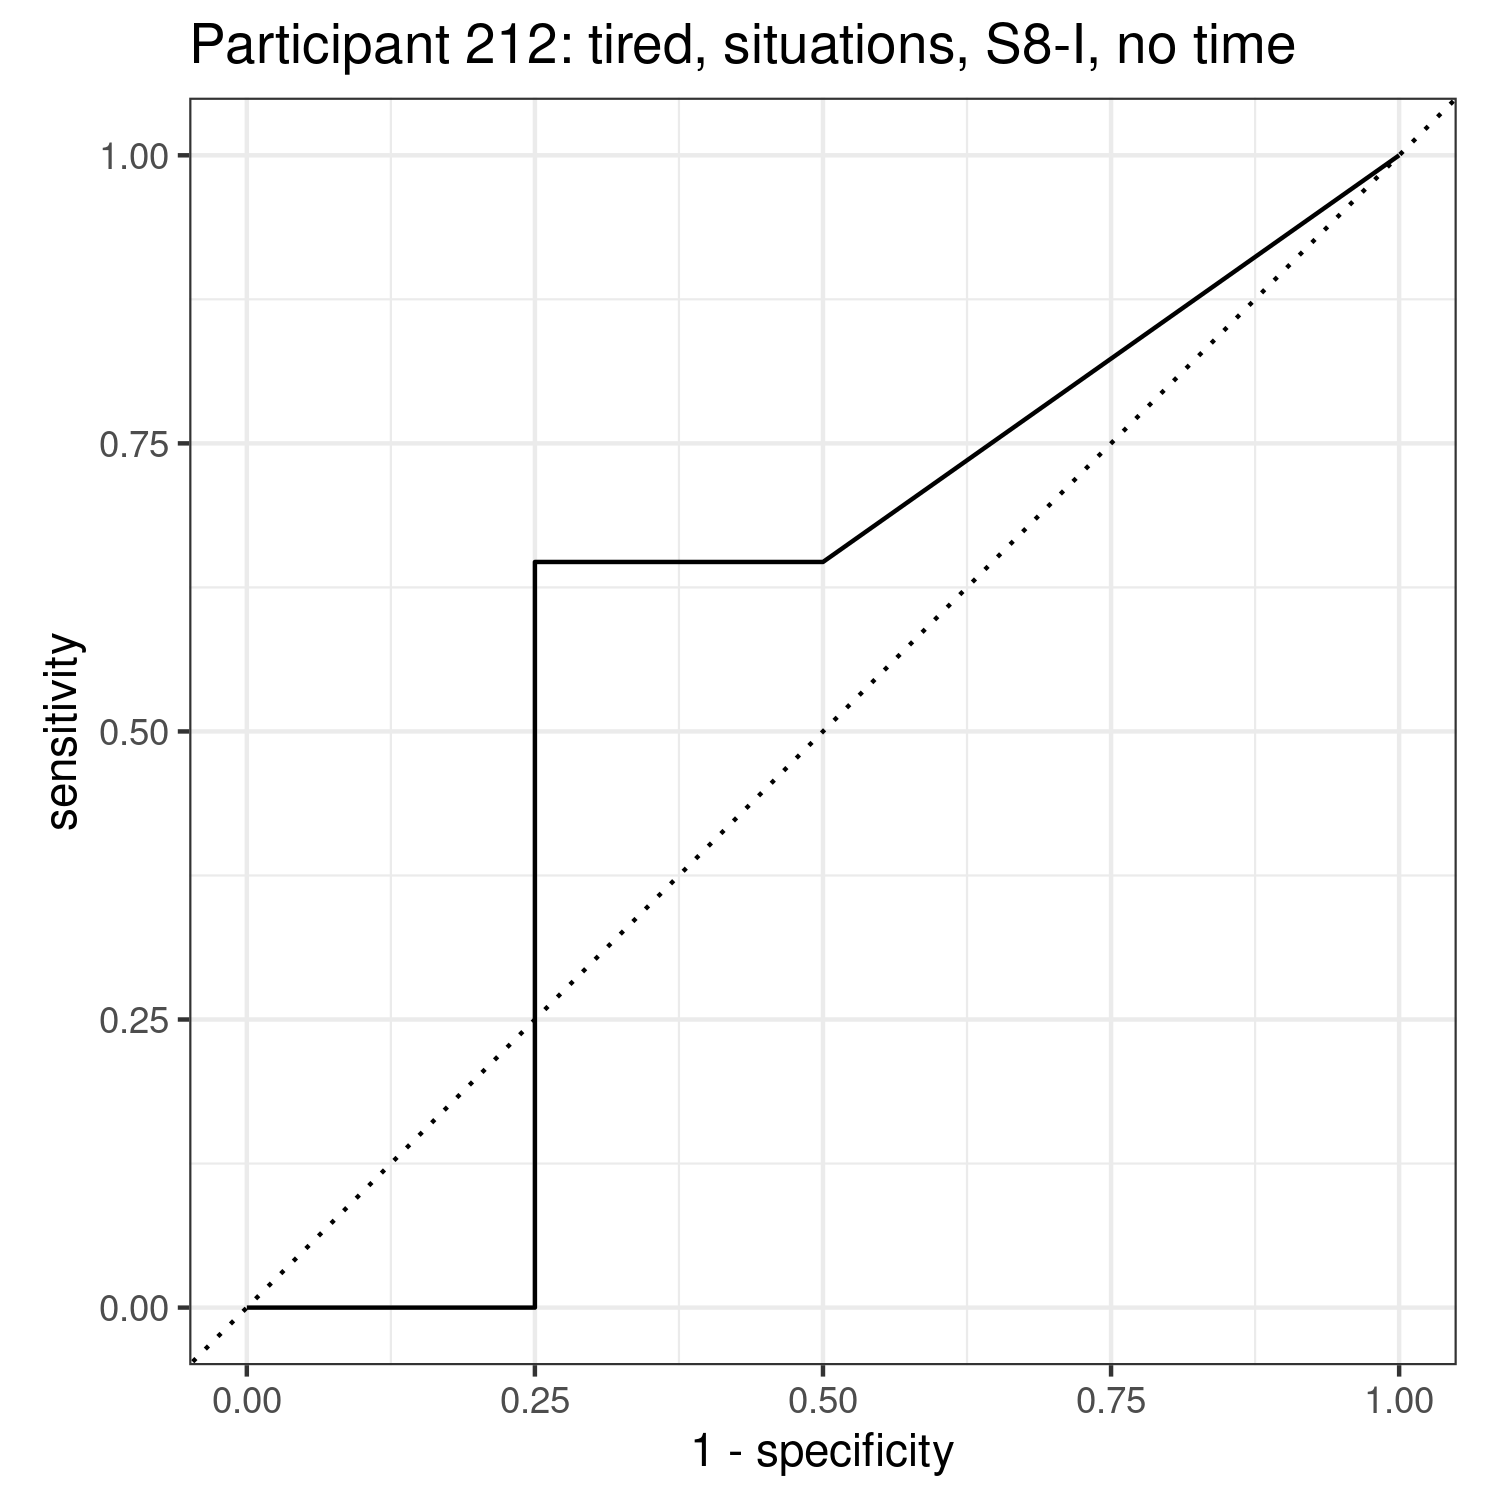 Participant 212: tired, situations, S8-I, no time
1.00
0.75
0.50
0.25
0.00
sensitivity
0.00 0.25 0.50 0.75 1.00
1 - specificity